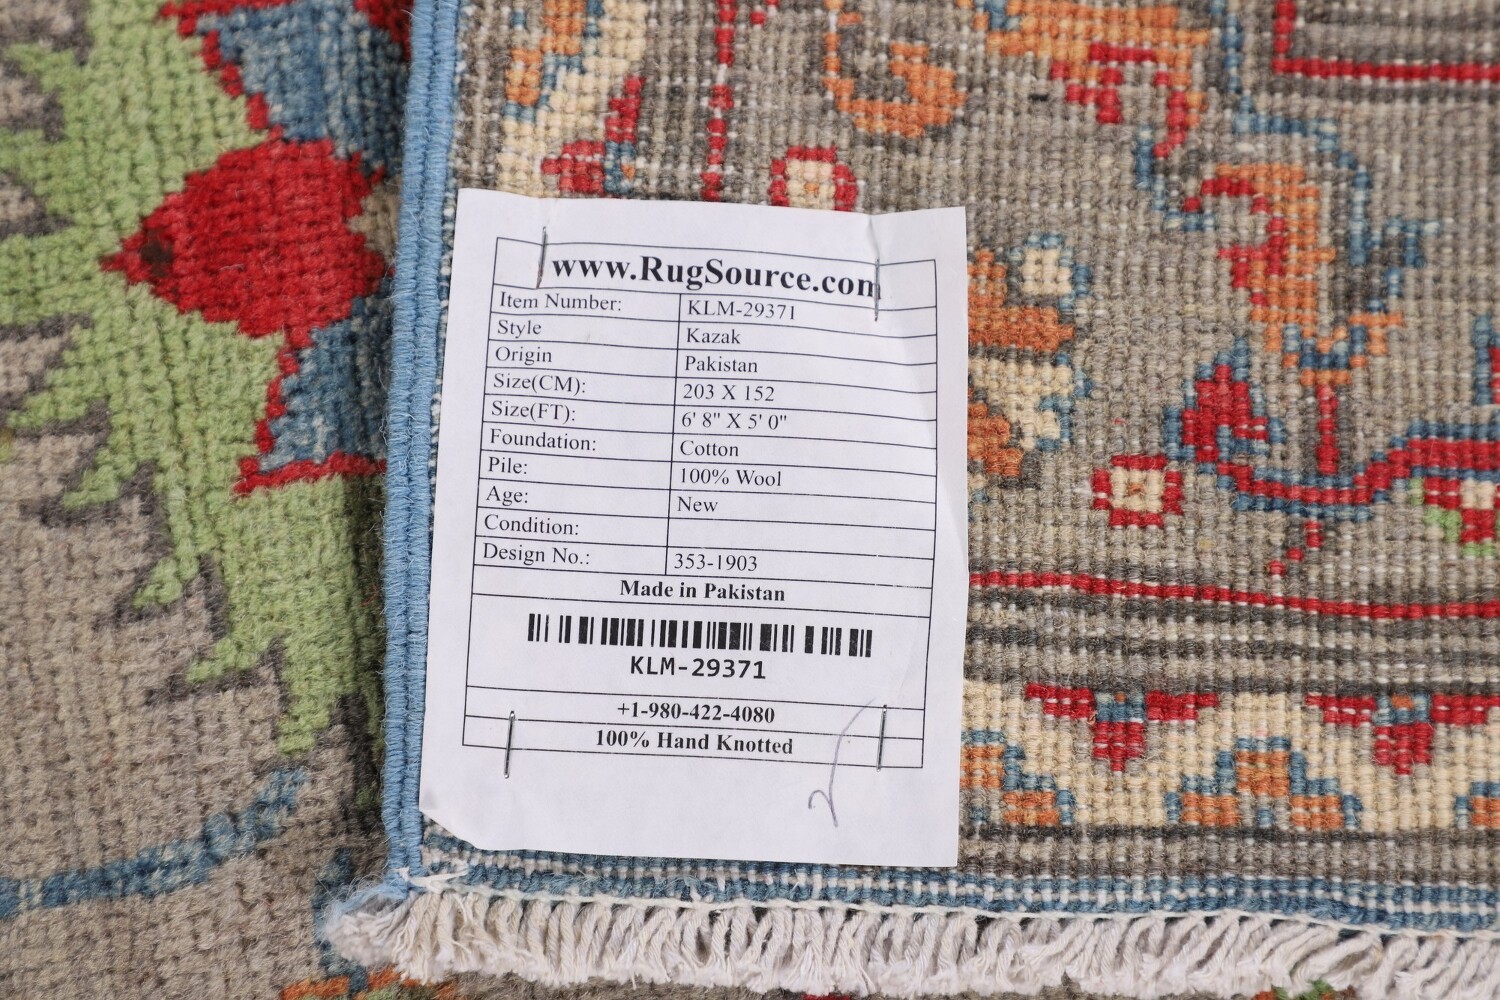 www.RugSource.com
Item Number: KLM-29371
Style Kazak
Origin Pakistan
Size(CM): 203 X 152
Size(FT): 6' 8" X 5' 0"
Foundation: Cotton
Pile: 100% Wool
Age: New
Condition:
Design No.: 353-1903
Made in Pakistan
KLM-29371
+1-980-422-4080
100% Hand Knotted